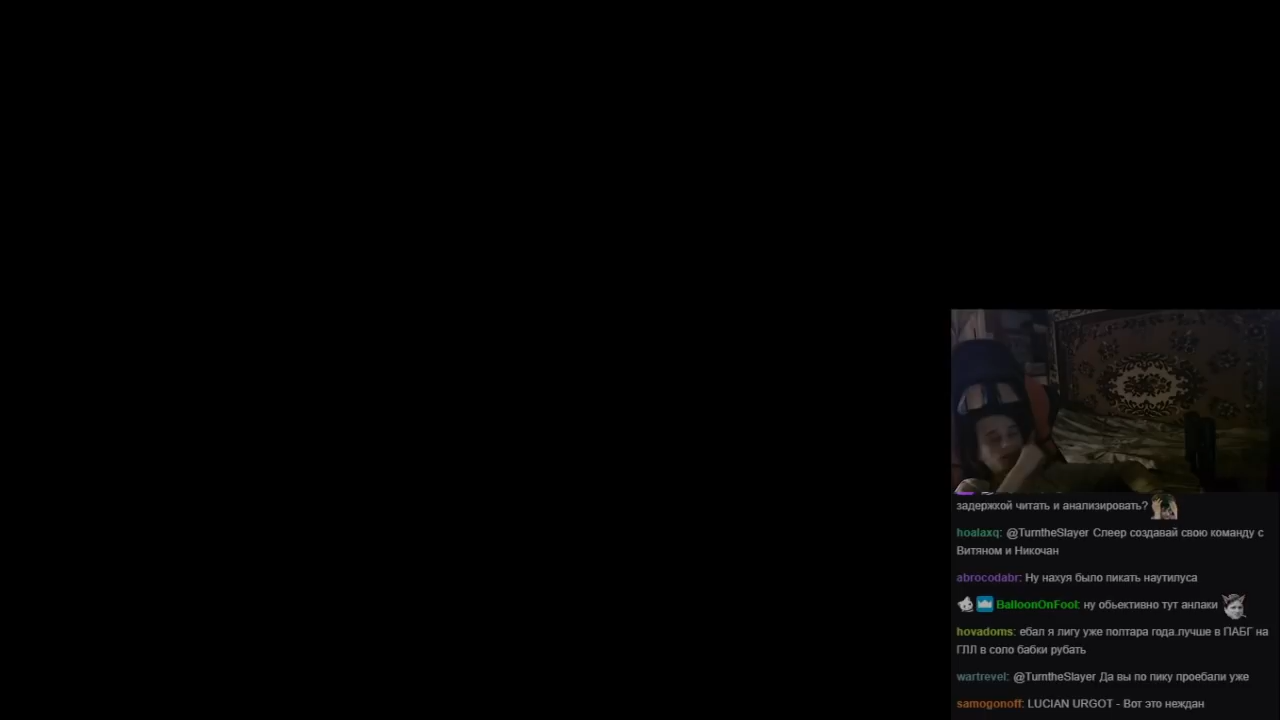 задержкой читать и анализировать?
hoalaxq: @TurntheSlayer Слеер создавай свою команду с
Витяном и Никочан
abrocodabr: Ну нахуя было пикать наутилуса
BalloonOnFoot: ну обьективно тут анлаки
hovadoms: ебал я лигу уже полтара года.лучше в ПАБГ на
ГЛЛ в соло бабки рубать
wartrevel: @TurntheSlayer Да вы по пику проебали уже
samogonoff: LUCIAN URGOT - Вот это неждан